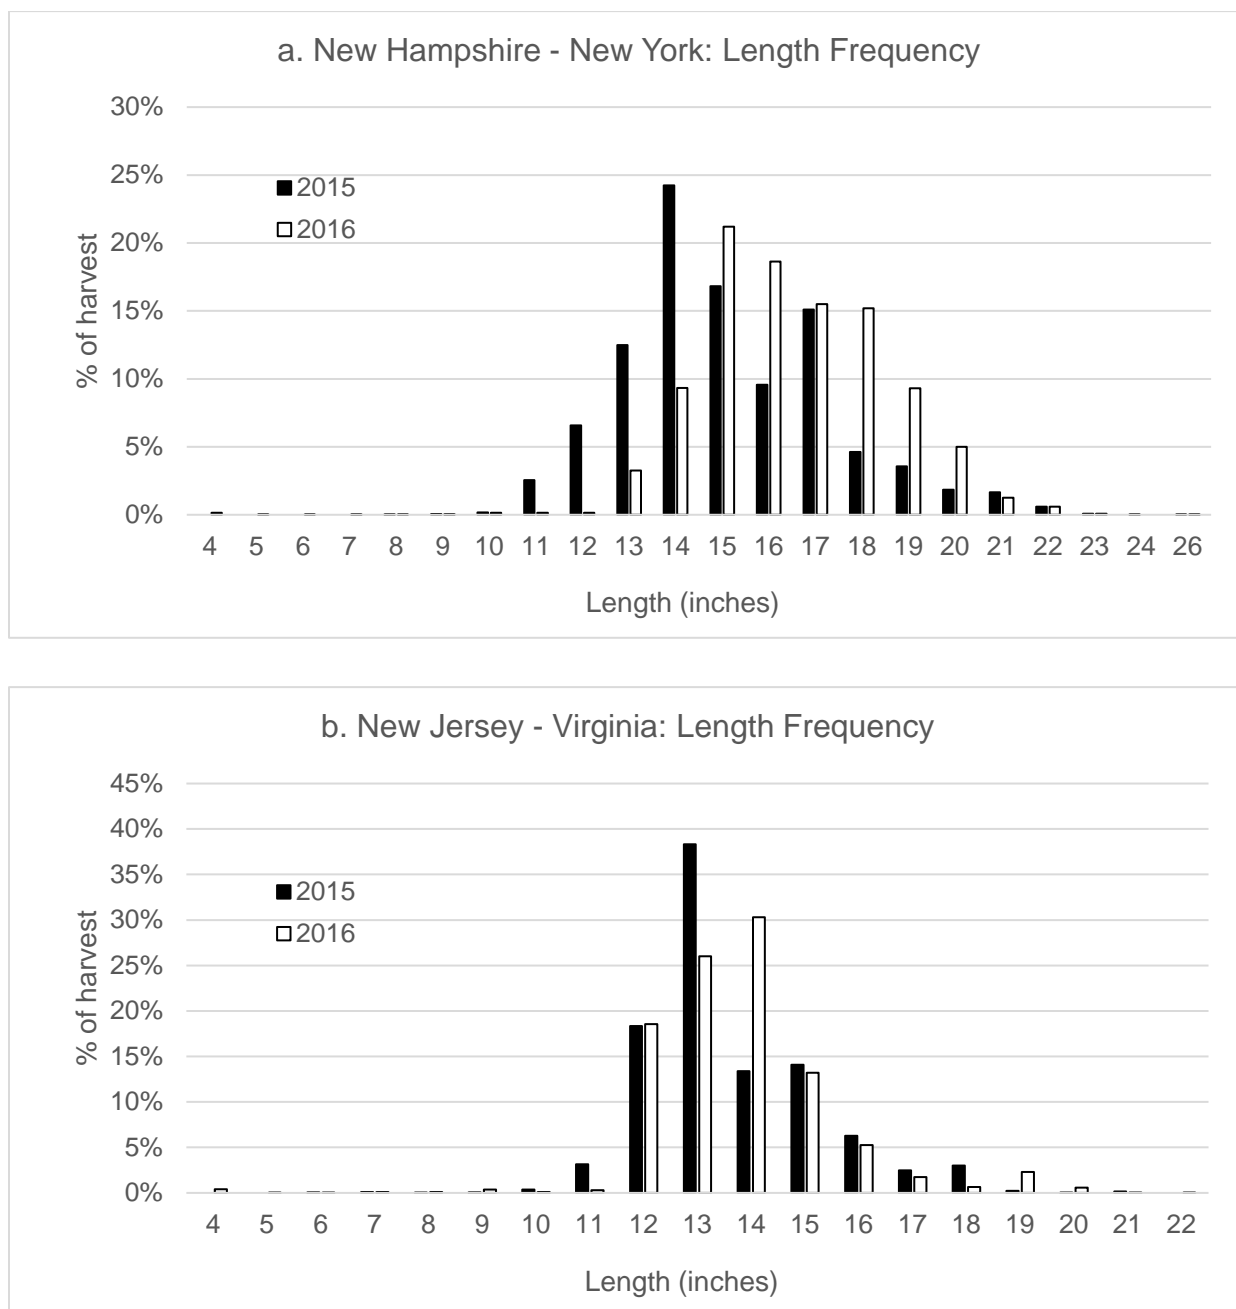 a. New Hampshire - New York: Length Frequency
30%
25%
2015
20%
2016
15%
10%
5%
0%
% of harvest
4 5 6 7 8 9 10 11 12 13 14 15 16 17 18 19 20 21 22 23 24 26
Length (inches)
b. New Jersey - Virginia: Length Frequency
45%
40%
35%
2015
30%
2016
25%
20%
15%
10%
5%
0%
% of harvest
4 5 6 7 8 9 10 11 12 13 14 15 16 17 18 19 20 21 22
Length (inches)